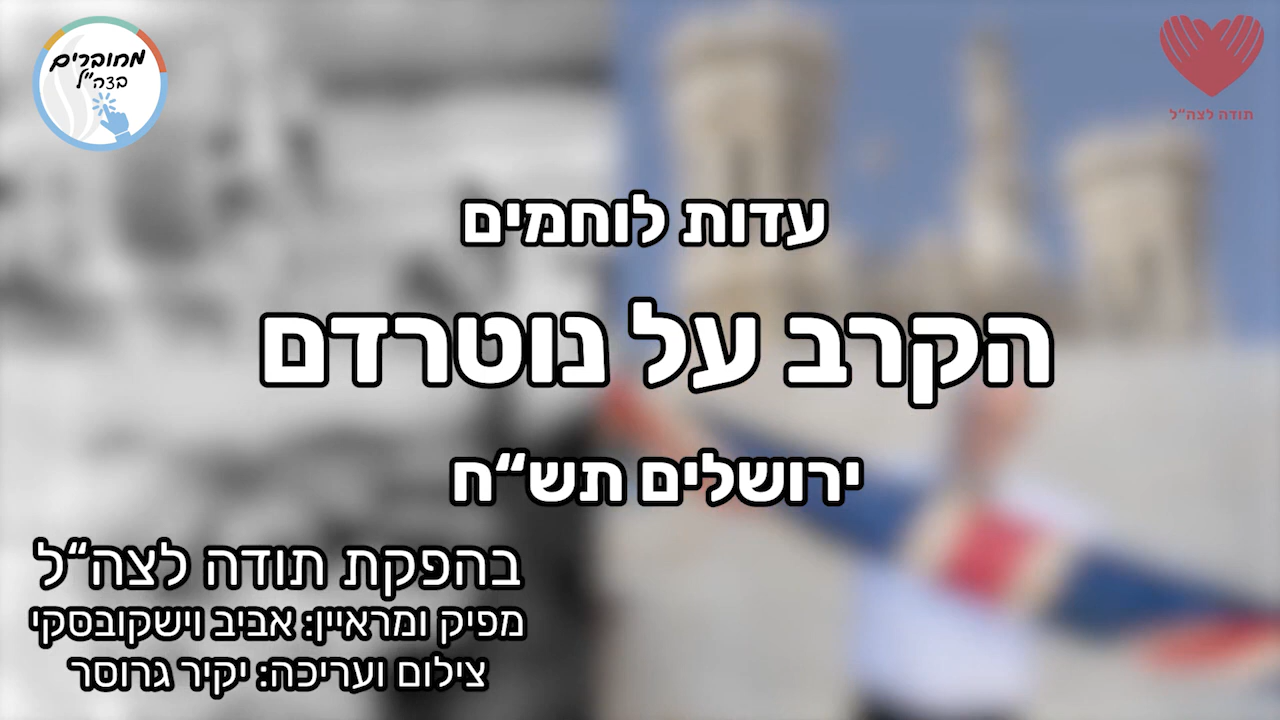 מחוברים
בצה"ל
תודה לצה"ל
עדות לוחמים
הקרב על נוטרדם
ירושלים תש"ח
בהפקת תודה לצה"ל
מפיק ומראיין: אביב וישקובסקי
צילום ועריכה: יקיר גרוסר